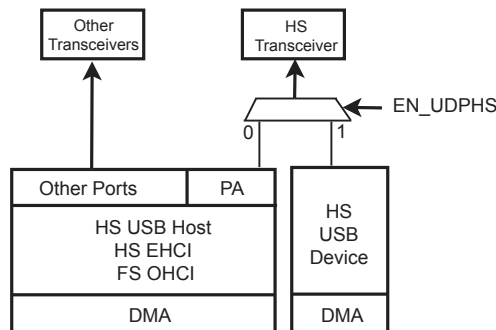 Other
Transceivers
HS
Transceiver
EN_UDPHS
0
1
Other Ports
PA
HS USB Host
HS EHCI
FS OHCI
DMA
HS
USB
Device
DMA